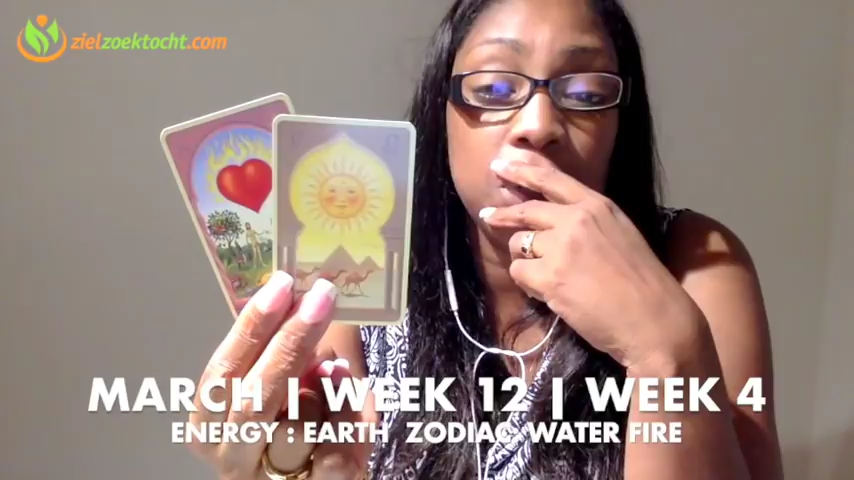 zielzoektocht.com
MARCH | WEEK 12 | WEEK 4
ENERGY : EARTH ZODIAC WATER FIRE